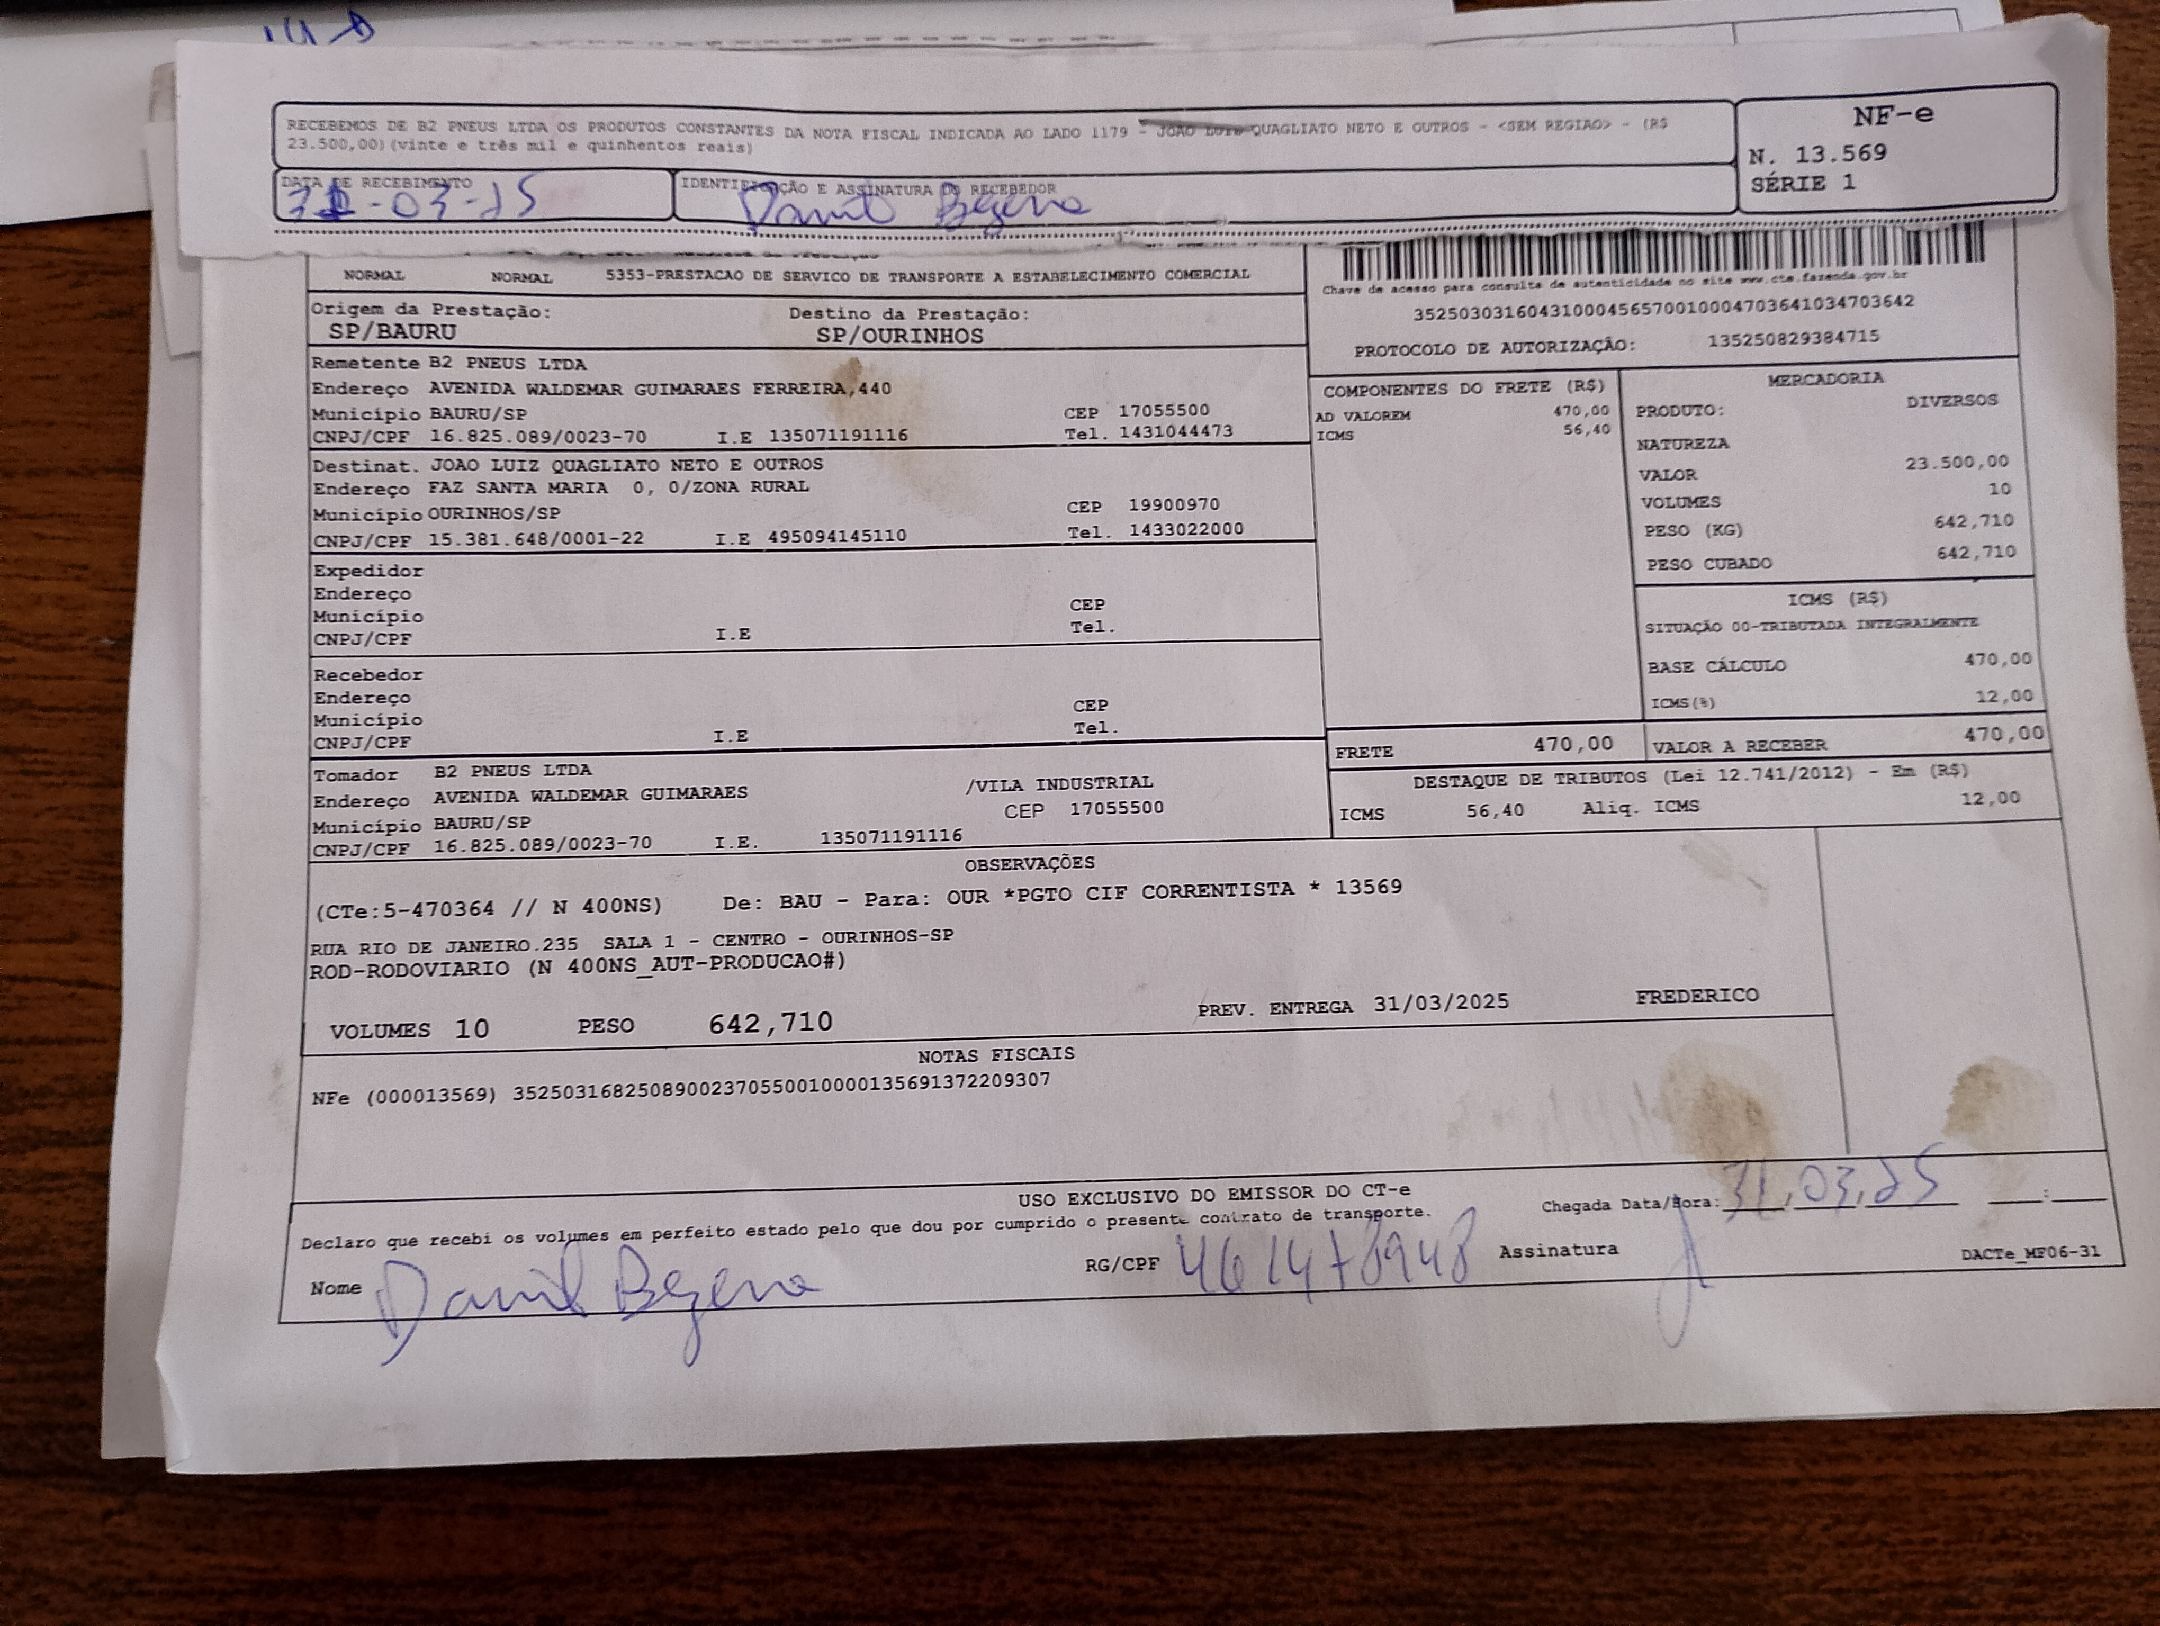 RECEBEMOS DE B2 PNEUS LTDA OS PRODUTOS CONSTANTES DA NOTA FISCAL INDICADA AO LADO 1179 - JOAO LUIZ QUAGLIATO NETO E OUTROS - <SEM REGIAO> - (R$
23.500,00)(vinte e três mil e quinhentos reais)
NF-e
N. 13.569
SÉRIE 1
DATA DE RECEBIMENTO
31-03-25
IDENTIFICAÇÃO E ASSINATURA DO RECEBEDOR
Danilo Bezerra
NORMAL NORMAL 5353-PRESTACAO DE SERVICO DE TRANSPORTE A ESTABELECIMENTO COMERCIAL
Origem da Prestação: Destino da Prestação:
SP/BAURU SP/OURINHOS
Chave de acesso para consulta de autenticidade no site www.cte.fazenda.gov.br
35250303160431000456570010004703641034703642
PROTOCOLO DE AUTORIZAÇÃO: 135250829384715
Remetente B2 PNEUS LTDA
Endereço AVENIDA WALDEMAR GUIMARAES FERREIRA,440
Município BAURU/SP CEP 17055500
CNPJ/CPF 16.825.089/0023-70 I.E 135071191116 Tel. 1431044473
Destinat. JOAO LUIZ QUAGLIATO NETO E OUTROS
Endereço FAZ SANTA MARIA 0, 0/ZONA RURAL
Município OURINHOS/SP CEP 19900970
CNPJ/CPF 15.381.648/0001-22 I.E 495094145110 Tel. 1433022000
Expedidor
Endereço
Município CEP
CNPJ/CPF I.E Tel.
Recebedor
Endereço
Município CEP
CNPJ/CPF I.E Tel.
Tomador B2 PNEUS LTDA
Endereço AVENIDA WALDEMAR GUIMARAES /VILA INDUSTRIAL
Município BAURU/SP CEP 17055500
CNPJ/CPF 16.825.089/0023-70 I.E. 135071191116
COMPONENTES DO FRETE (R$)
AD VALOREM 470,00
ICMS 56,40
MERCADORIA
PRODUTO: DIVERSOS
NATUREZA
VALOR 23.500,00
VOLUMES 10
PESO (KG) 642,710
PESO CUBADO 642,710
ICMS (R$)
SITUAÇÃO 00-TRIBUTADA INTEGRALMENTE
BASE CÁLCULO 470,00
ICMS(%) 12,00
FRETE 470,00 VALOR A RECEBER 470,00
DESTAQUE DE TRIBUTOS (Lei 12.741/2012) - Em (R$)
ICMS 56,40 Aliq. ICMS 12,00
OBSERVAÇÕES
(CTe:5-470364 // N 400NS) De: BAU - Para: OUR *PGTO CIF CORRENTISTA * 13569
RUA RIO DE JANEIRO.235 SALA 1 - CENTRO - OURINHOS-SP
ROD-RODOVIARIO (N 400NS_AUT-PRODUCAO#)
VOLUMES 10 PESO 642,710 PREV. ENTREGA 31/03/2025 FREDERICO
NOTAS FISCAIS
NFe (000013569) 35250316825089002370550010000135691372209307
USO EXCLUSIVO DO EMISSOR DO CT-e
Declaro que recebi os volumes em perfeito estado pelo que dou por cumprido o presente contrato de transporte.
Chegada Data/Hora: 31,03,25 :
Nome Danilo Bezerra RG/CPF 461478948 Assinatura
DACTe_MF06-31